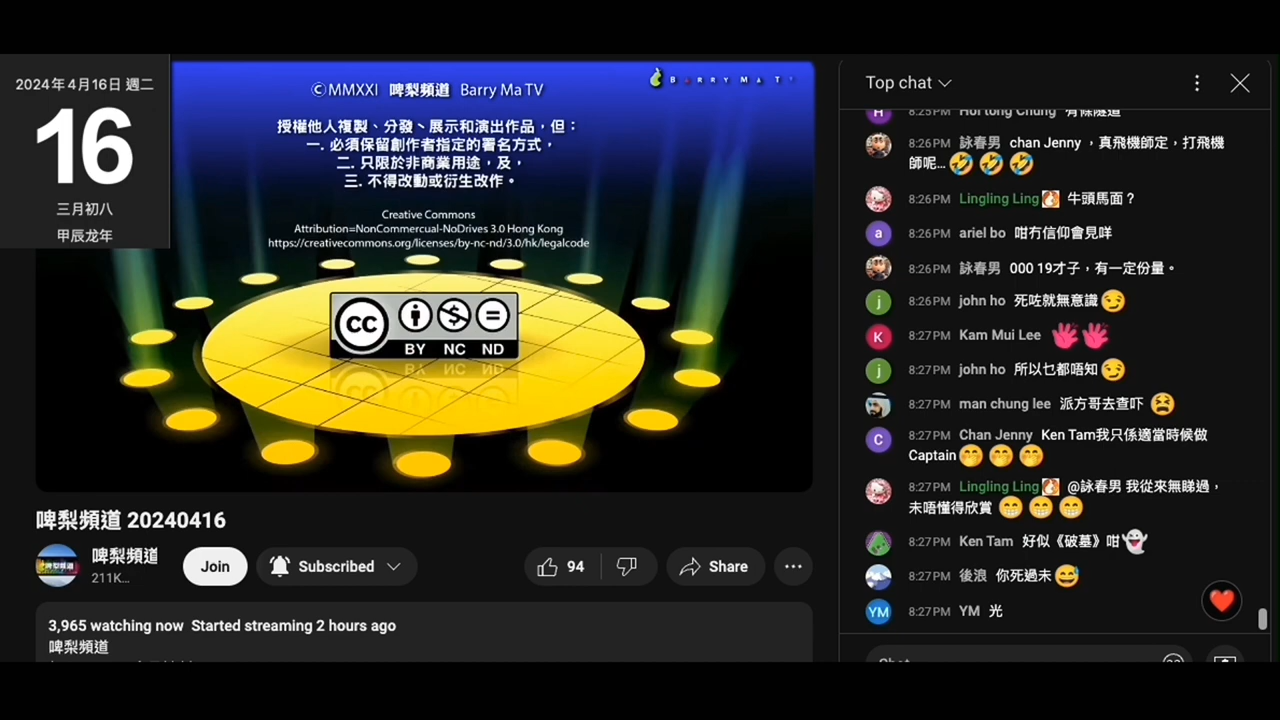 2024年4月16日 週二
16
三月初八
甲辰龙年
BARRY MA T
ⒸMMXXI 啤梨頻道 Barry Ma TV
授權他人複製、分發、展示和演出作品，但：
一. 必須保留創作者指定的署名方式，
二. 只限於非商業用途，及，
三. 不得改動或衍生改作。
Creative Commons
Attribution=NonCommercual-NoDrives 3.0 Hong Kong
https://creativecommons.org/licenses/by-nc-nd/3.0/hk/legalcode
CC
BY NC ND
啤梨頻道 20240416
啤梨頻道
211K...
Join
Subscribed
94
Share
3,965 watching now Started streaming 2 hours ago
啤梨頻道
Top chat
8:25PM Hoi tong Chung 有條隧道
8:26PM 詠春男 chan Jenny ，真飛機師定，打飛機
師呢...🤣🤣🤣
8:26PM Lingling Ling 牛頭馬面？
8:26PM ariel bo 咁冇信仰會見咩
8:26PM 詠春男 000 19才子，有一定份量。
8:26PM john ho 死咗就無意識😏
8:27PM Kam Mui Lee
8:27PM john ho 所以乜都唔知😏
8:27PM man chung lee 派方哥去查吓 😫
8:27PM Chan Jenny Ken Tam我只係適當時候做
Captain🤭🤭🤭
8:27PM Lingling Ling @詠春男 我從來無睇過，
未唔懂得欣賞 😁😁😁
8:27PM Ken Tam 好似《破墓》咁👻
8:27PM 後浪 你死過未😅
8:27PM YM 光